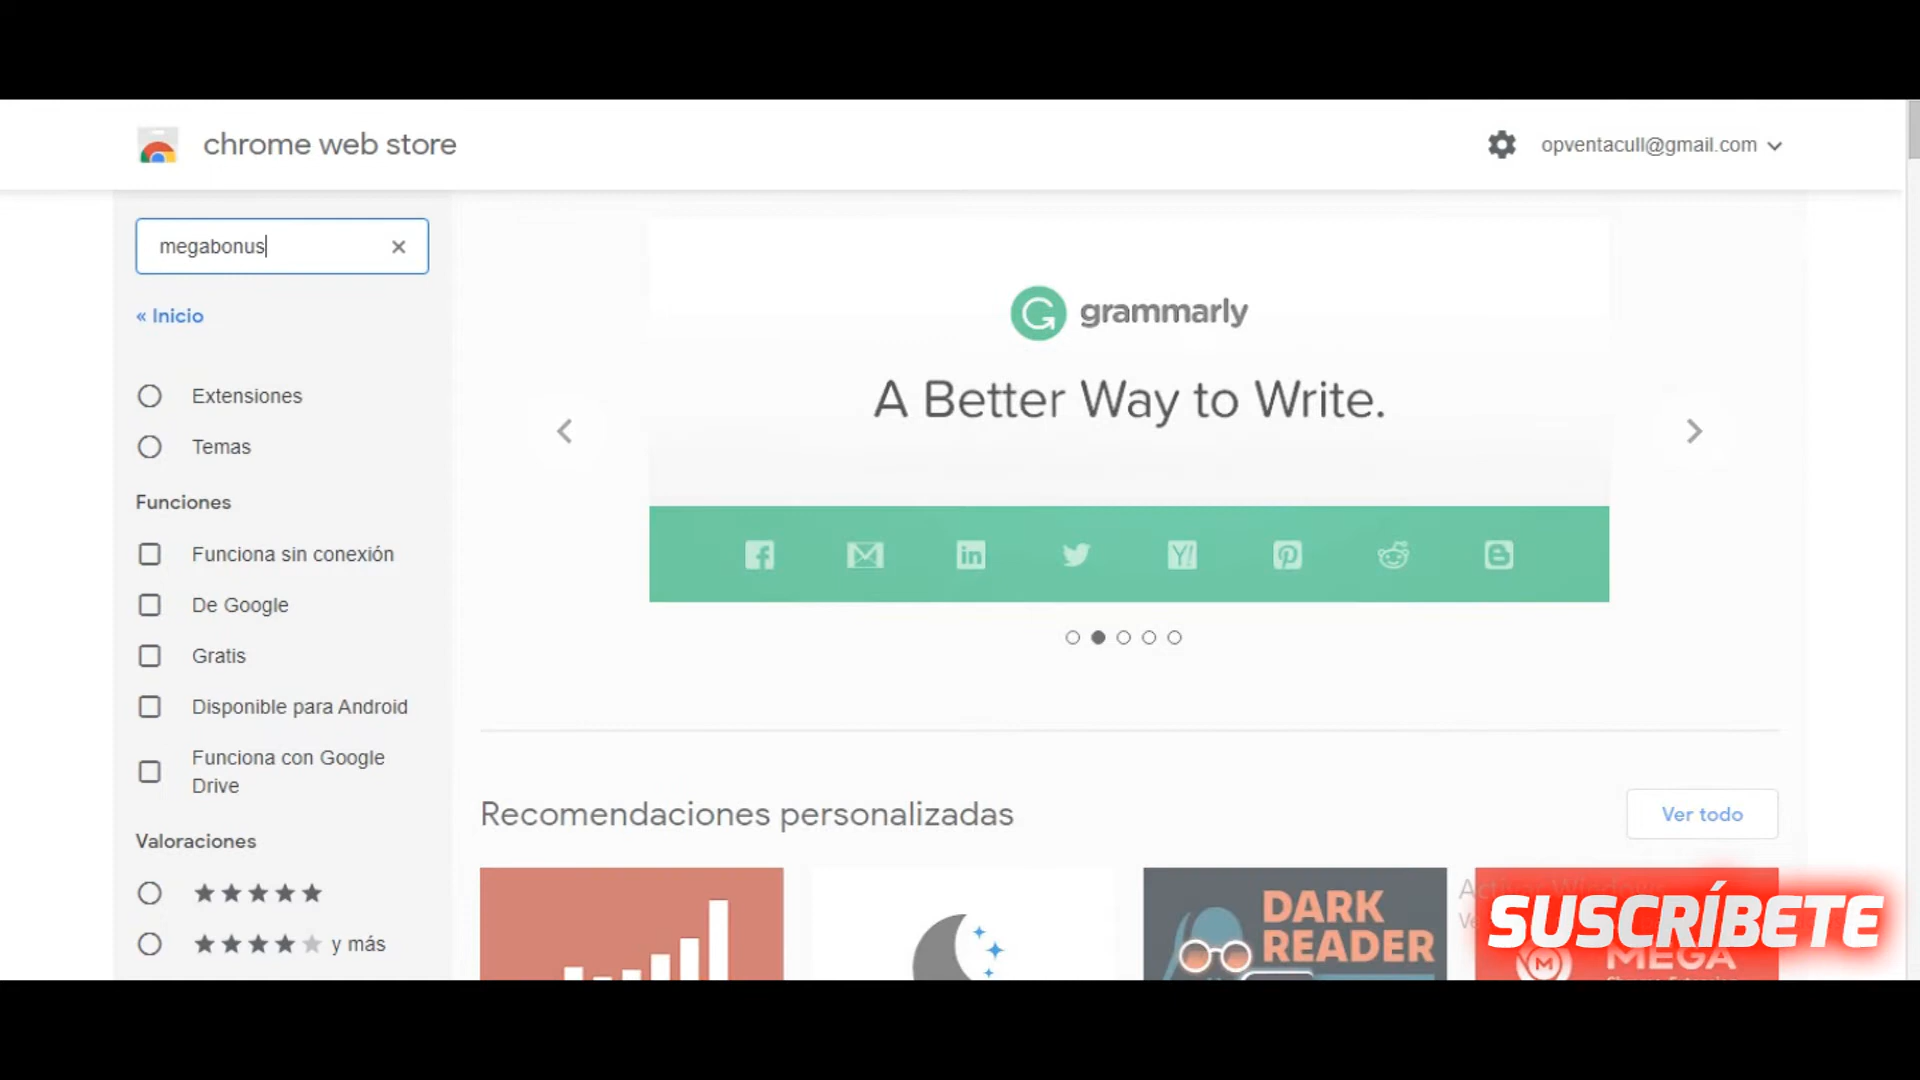 chrome web store
opventacull@gmail.com
megabonus
« Inicio
Extensiones
Temas
Funciones
Funciona sin conexión
De Google
Gratis
Disponible para Android
Funciona con Google
Drive
Valoraciones
y más
grammarly
A Better Way to Write.
Recomendaciones personalizadas
Ver todo
DARK
READER
SUSCRÍBETE
MEGA